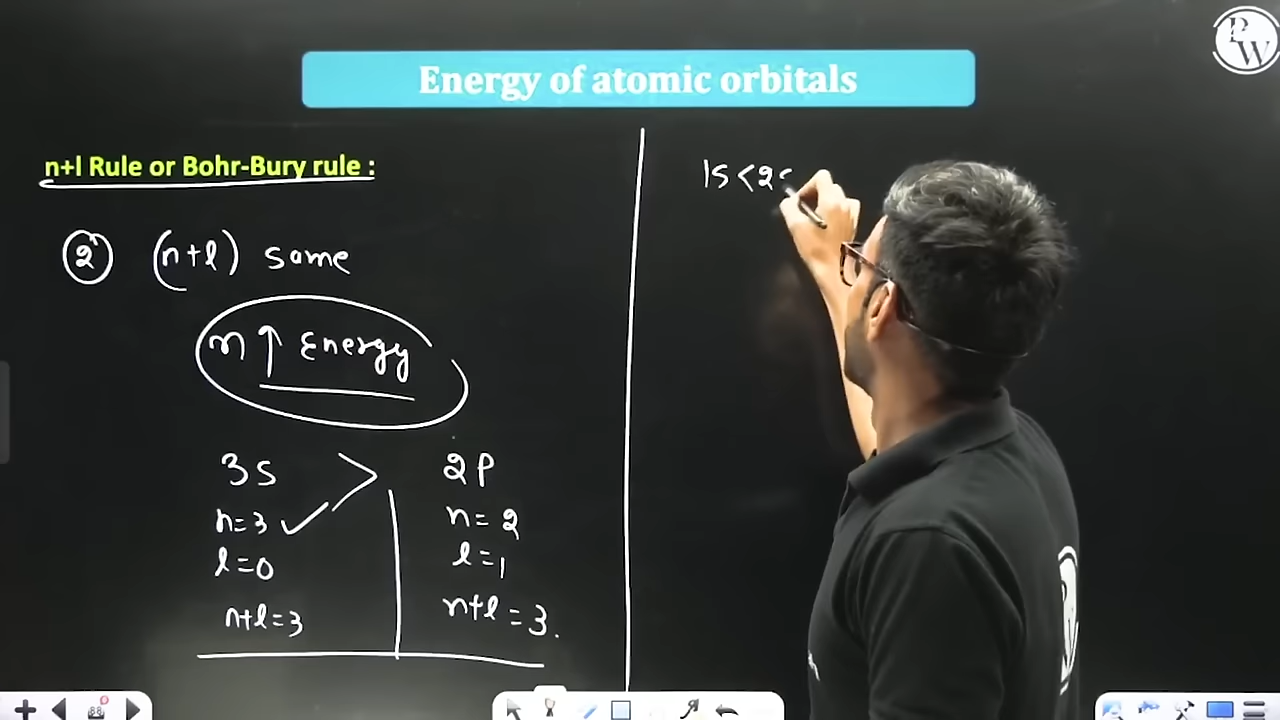 PW
Energy of atomic orbitals
n+l Rule or Bohr-Bury rule :
② (n+l) same
n ↑ Energy
3s > 2p
n=3 ✓ n=2
l=0 l=1
n+l=3 n+l=3.
1s<2s